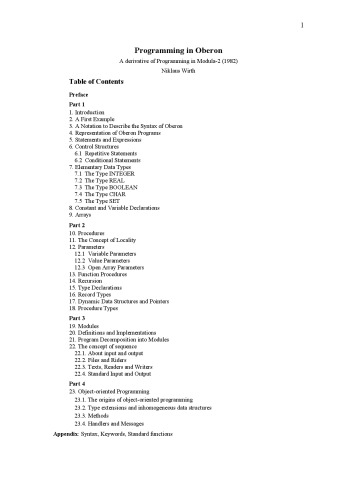 1
Programming in Oberon
A derivative of Programming in Modula-2 (1982)
Niklaus Wirth
Table of Contents
Preface
Part 1
1. Introduction
2. A First Example
3. A Notation to Describe the Syntax of Oberon
4. Representation of Oberon Programs
5. Statements and Expressions
6. Control Structures
6.1 Repetitive Statements
6.2 Conditional Statements
7. Elementary Data Types
7.1 The Type INTEGER
7.2 The Type REAL
7.3 The Type BOOLEAN
7.4 The Type CHAR
7.5 The Type SET
8. Constant and Variable Declarations
9. Arrays
Part 2
10. Procedures
11. The Concept of Locality
12. Parameters
12.1 Variable Parameters
12.2 Value Parameters
12.3 Open Array Parameters
13. Function Procedures
14. Recursion
15. Type Declarations
16. Record Types
17. Dynamic Data Structures and Pointers
18. Procedure Types
Part 3
19. Modules
20. Definitions and Implementations
21. Program Decomposition into Modules
22. The concept of sequence
22.1. About input and output
22.2. Files and Riders
22.3. Texts, Readers and Writers
22.4. Standard Input and Output
Part 4
23. Object-oriented Programming
23.1. The origins of object-oriented programming
23.2. Type extensions and inhomogeneous data structures
23.3. Methods
23.4. Handlers and Messages
Appendix: Syntax, Keywords, Standard functions